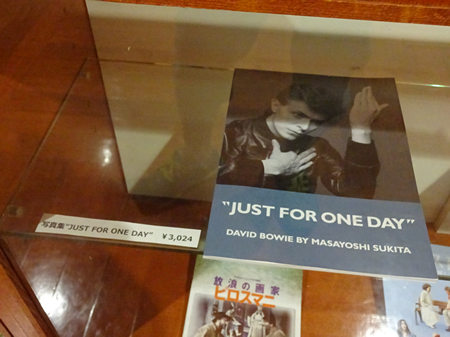 "JUST FOR ONE DAY"
DAVID BOWIE BY MASAYOSHI SUKITA
写真集"JUST FOR ONE DAY" ¥3,024
放浪の画家
ピロスマニ